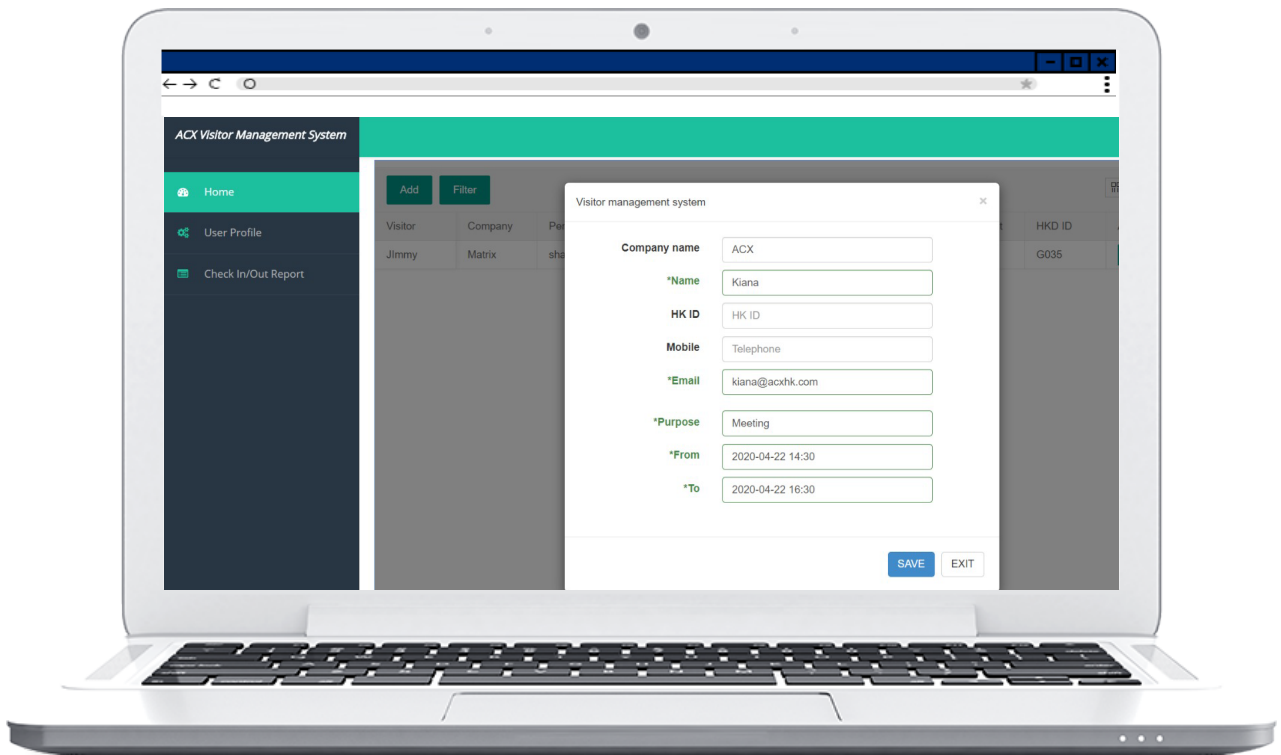 ACX Visitor Management System
Home
User Profile
Check In/Out Report
Add Filter
Visitor Company HKD ID
JImmy Matrix G035
Visitor management system ×
Company name ACX
*Name Kiana
HK ID HK ID
Mobile Telephone
*Email kiana@acxhk.com
*Purpose Meeting
*From 2020-04-22 14:30
*To 2020-04-22 16:30
SAVE EXIT